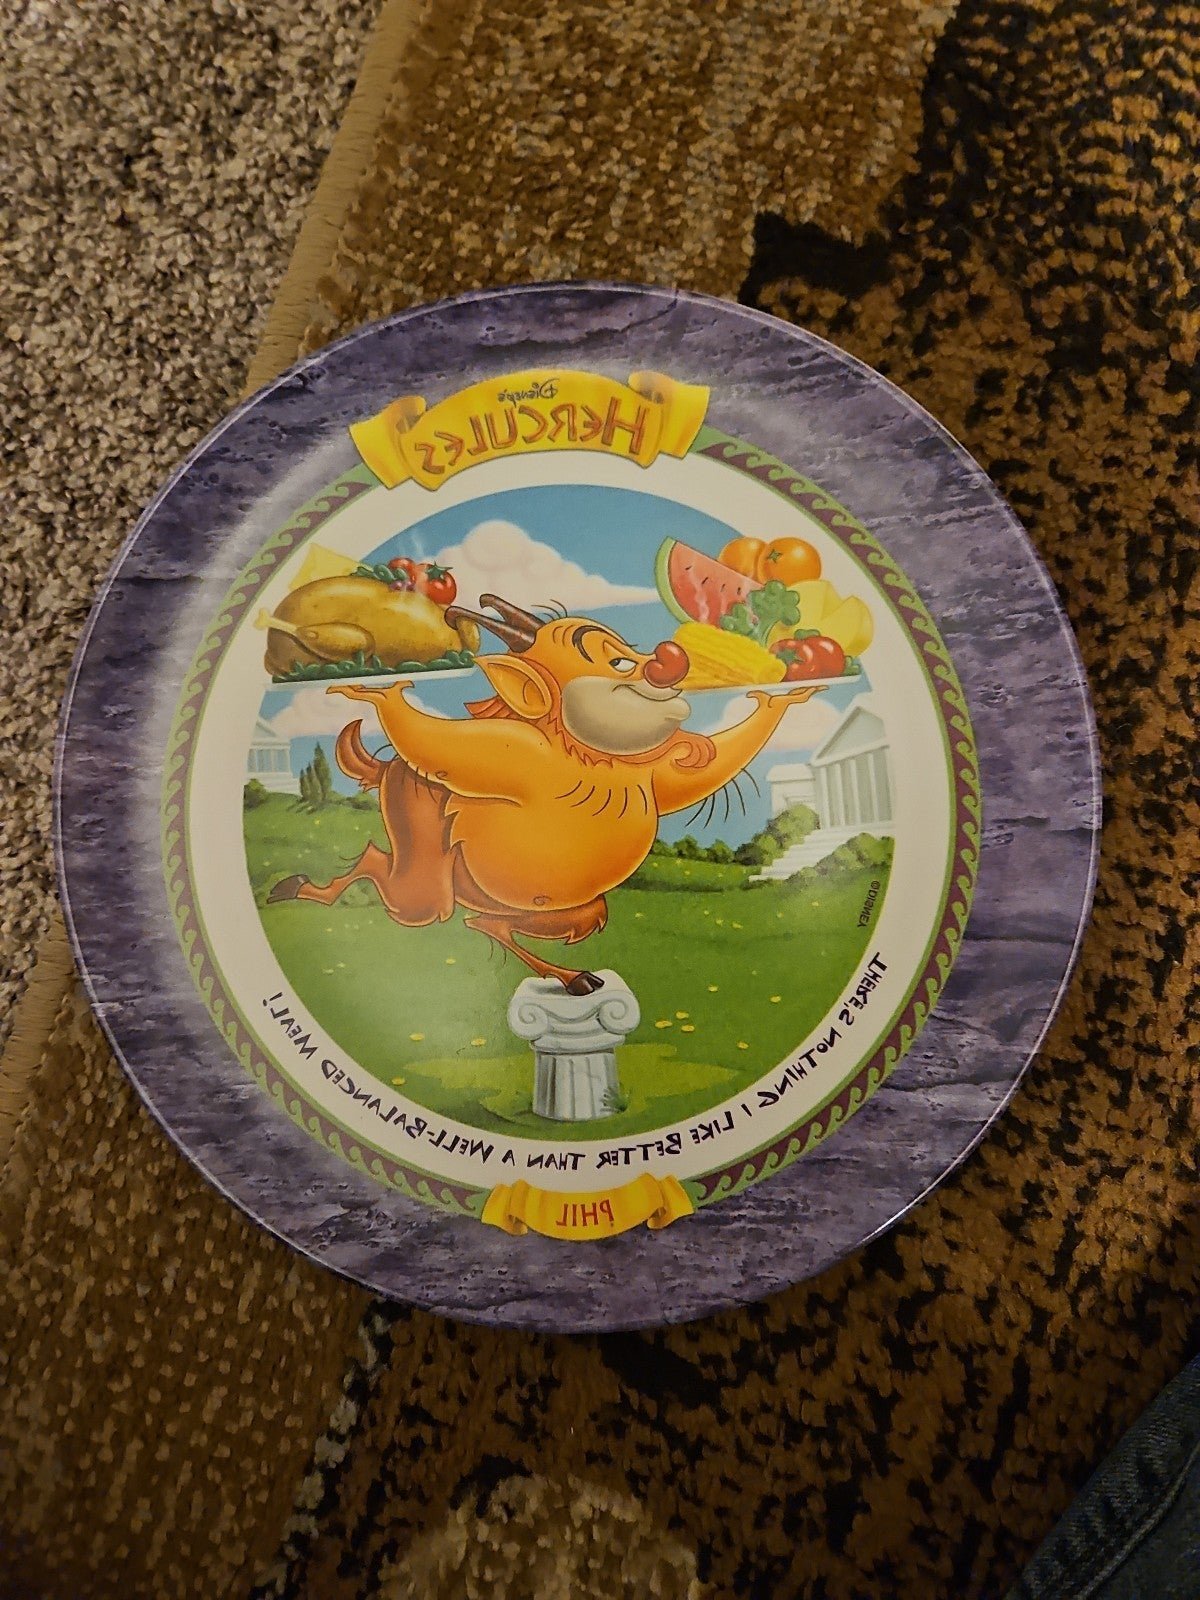 Disney's
HERCULES
©DISNEY
THERE'S NOTHING I LIKE BETTER THAN A WELL-BALANCED MEAL!
PHIL